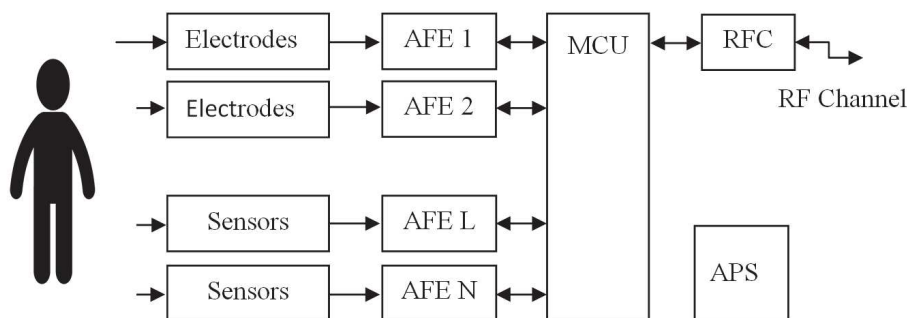 Electrodes AFE 1 MCU RFC
Electrodes AFE 2 RF Channel
Sensors AFE L
Sensors AFE N APS